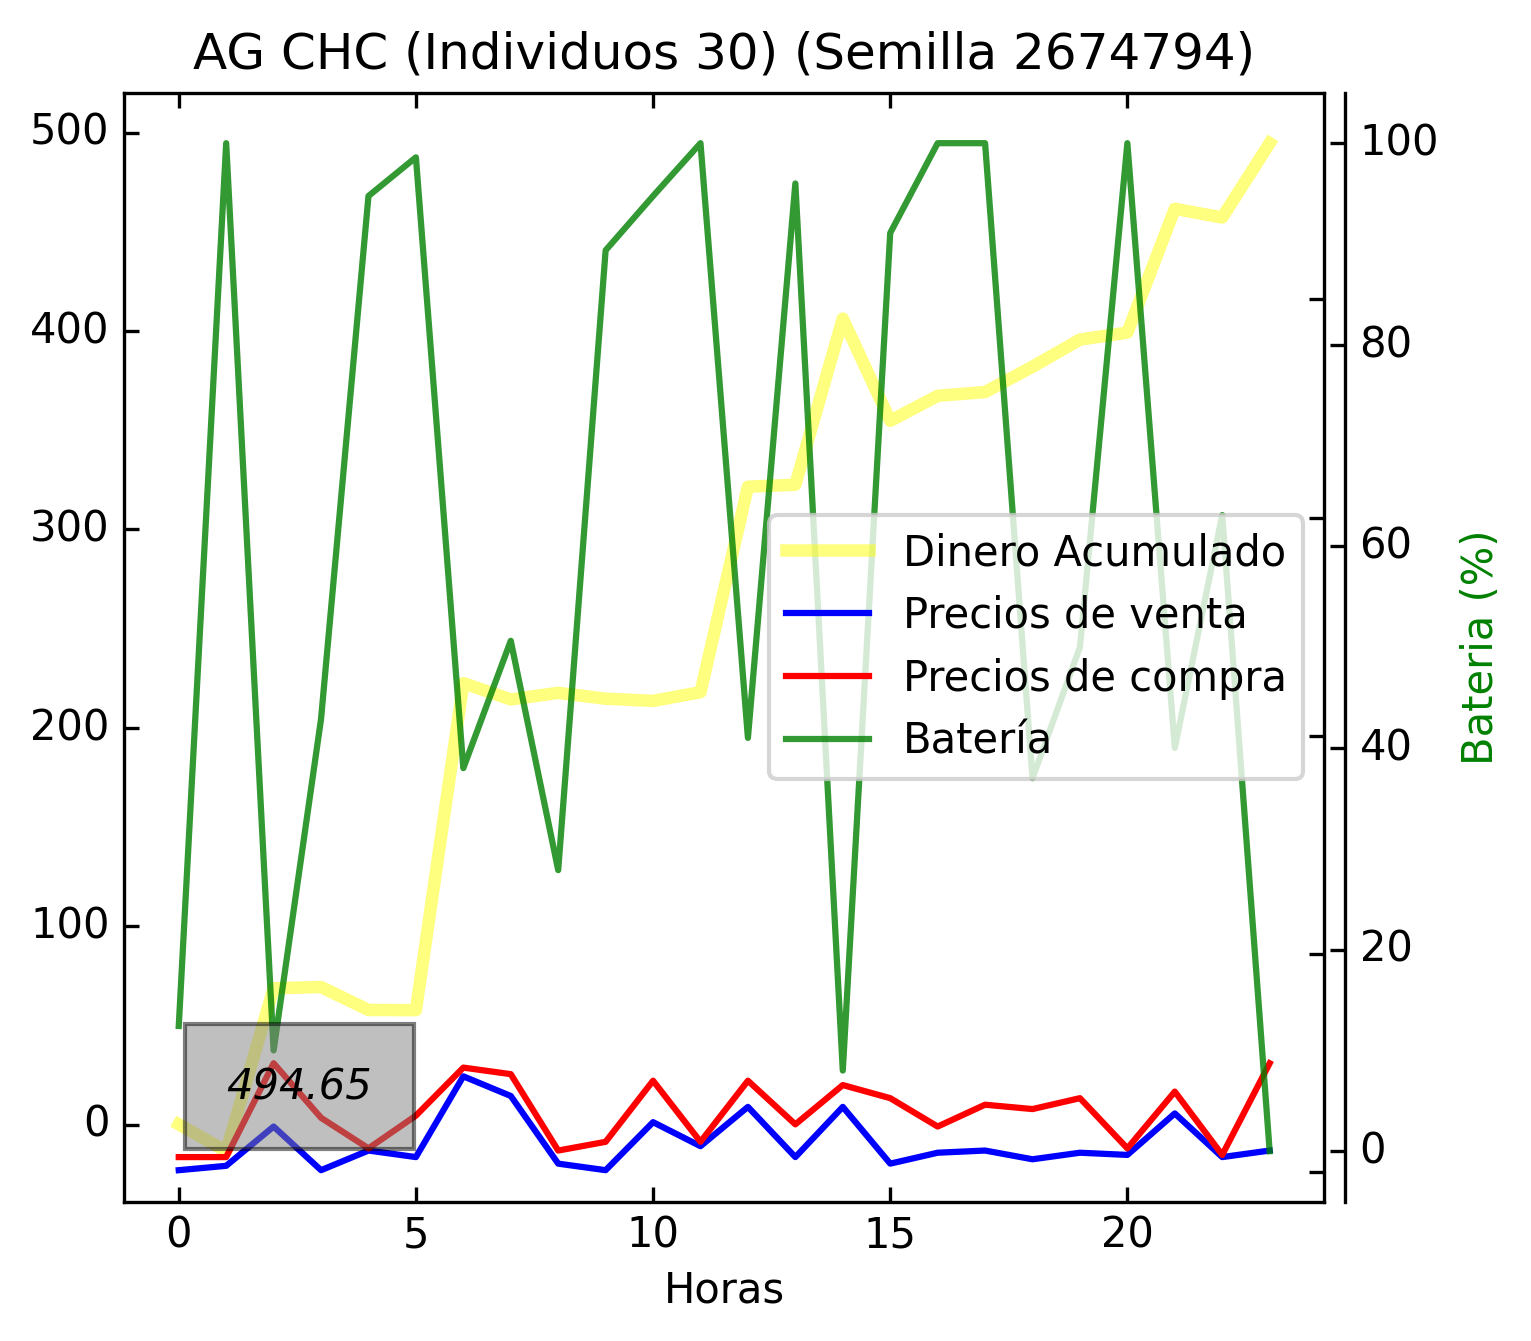 AG CHC (Individuos 30) (Semilla 2674794)
500
400
300
200
100
0
100
80
60
40
20
0
Bateria (%)
Dinero Acumulado
Precios de venta
Precios de compra
Batería
494.65
0 5 10 15 20
Horas